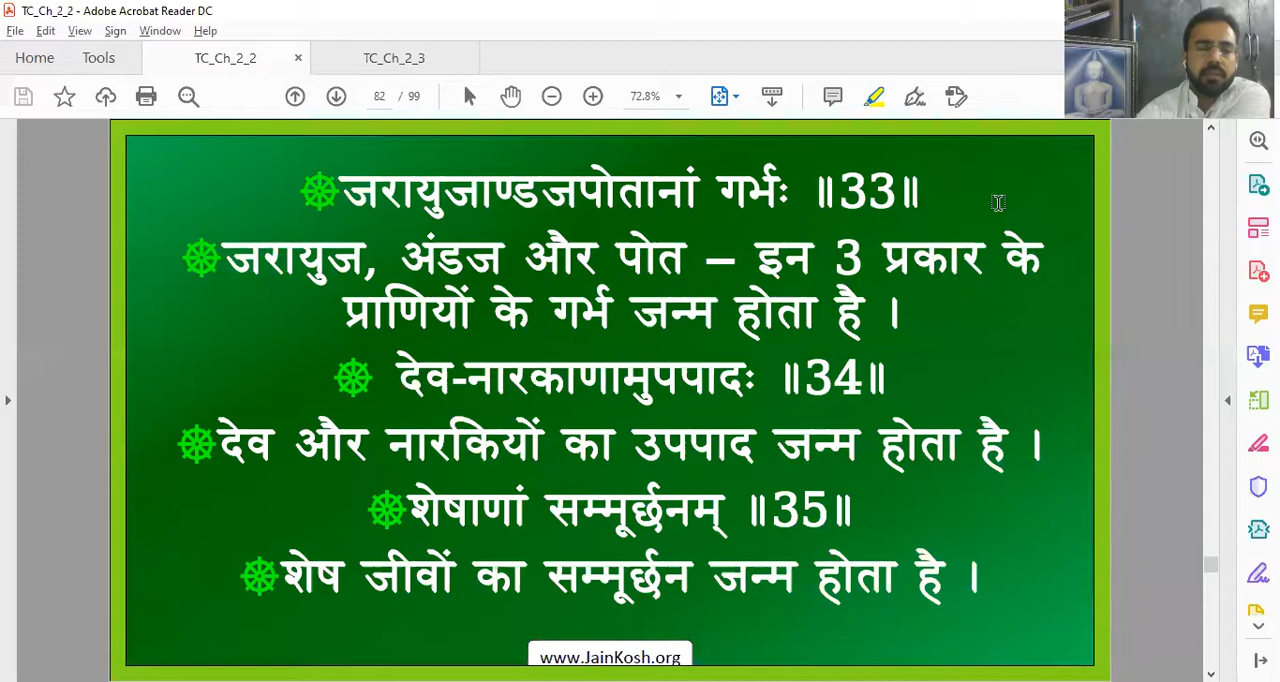 TC_Ch_2_2 - Adobe Acrobat Reader DC
File Edit View Sign Window Help
Home Tools TC_Ch_2_2 × TC_Ch_2_3
82 / 99 72.8%
जरायुजाण्डजपोतानां गर्भः ॥33॥
जरायुज, अंडज और पोत – इन 3 प्रकार के
प्राणियों के गर्भ जन्म होता है ।
देव-नारकाणामुपपादः ॥34॥
देव और नारकियों का उपपाद जन्म होता है ।
शेषाणां सम्मूर्छनम् ॥35॥
शेष जीवों का सम्मूर्छन जन्म होता है ।
www.JainKosh.org